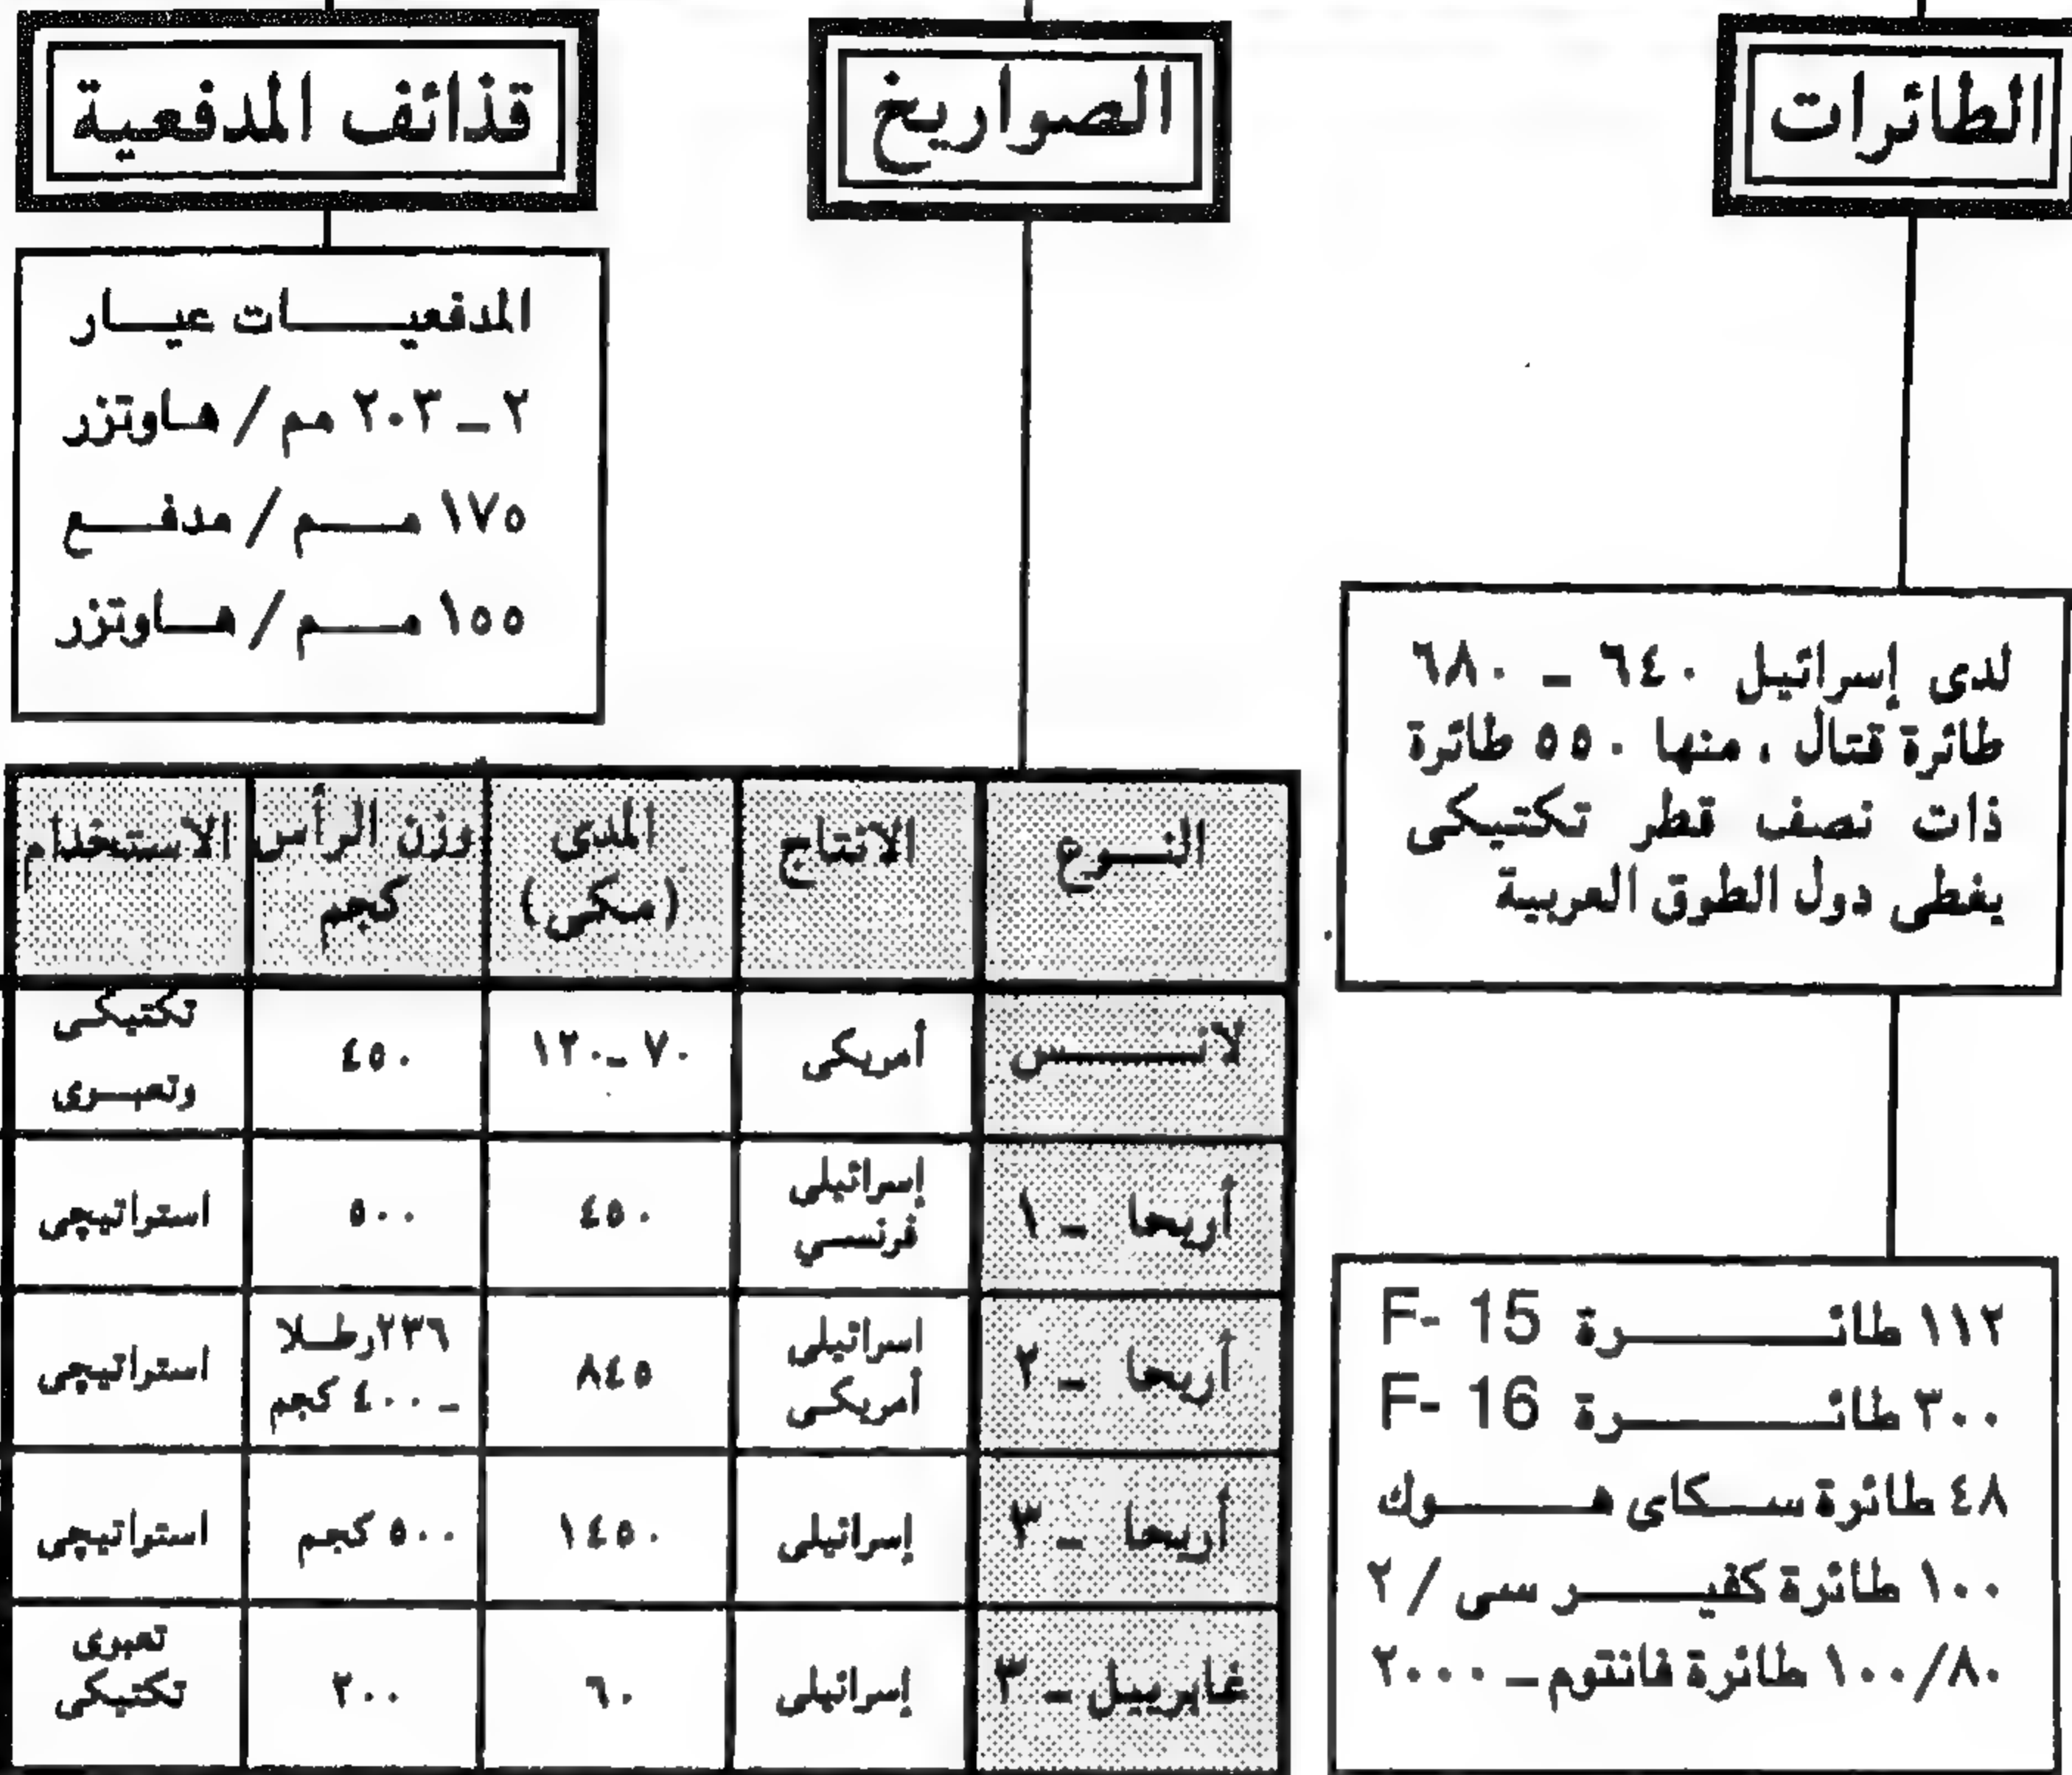 الطائرات
الصواريخ
قذائف المدفعية
المدفعيات عيار
٢ ـ ٢٠٣ مم / هاوتزر
١٧٥ مم / مدفع
١٥٥ مم / هاوتزر
لدى إسرائيل ٦٤٠ ـ ٦٨٠
طائرة قتال ، منها ٥٥٠ طائرة
ذات نصف قطر تكتيكى
يغطى دول الطوق العربية
١١٢ طائرة F- 15
٣٠٠ طائرة F- 16
٤٨ طائرة سكاى هوك
١٠٠ طائرة كفير سى / ٢
١٠٠/٨٠ طائرة فانتوم ـ ٢٠٠٠
النوع الانتاج المدى وزن الرأس الاستخدام
(مكى) كجم
لانس أمريكى ٧٠ ـ ١٢٠ ٤٥٠ تكتيكى
وتعبوى
أريحا ـ ١ إسرائيلى ٤٥٠ ٥٠٠ استراتيجى
فرنسي
أريحا ـ ٢ اسرائيلى ٨٤٥ ٢٣٦ رطلا استراتيجى
أمريكى ـ ٤٠٠ كجم
أريحا ـ ٣ إسرائيلى ١٤٥٠ ٥٠٠ كجم استراتيجى
غابرييل ـ ٣ إسرائيلى ٦٠ ٢٠٠ تعبوى
تكتيكى